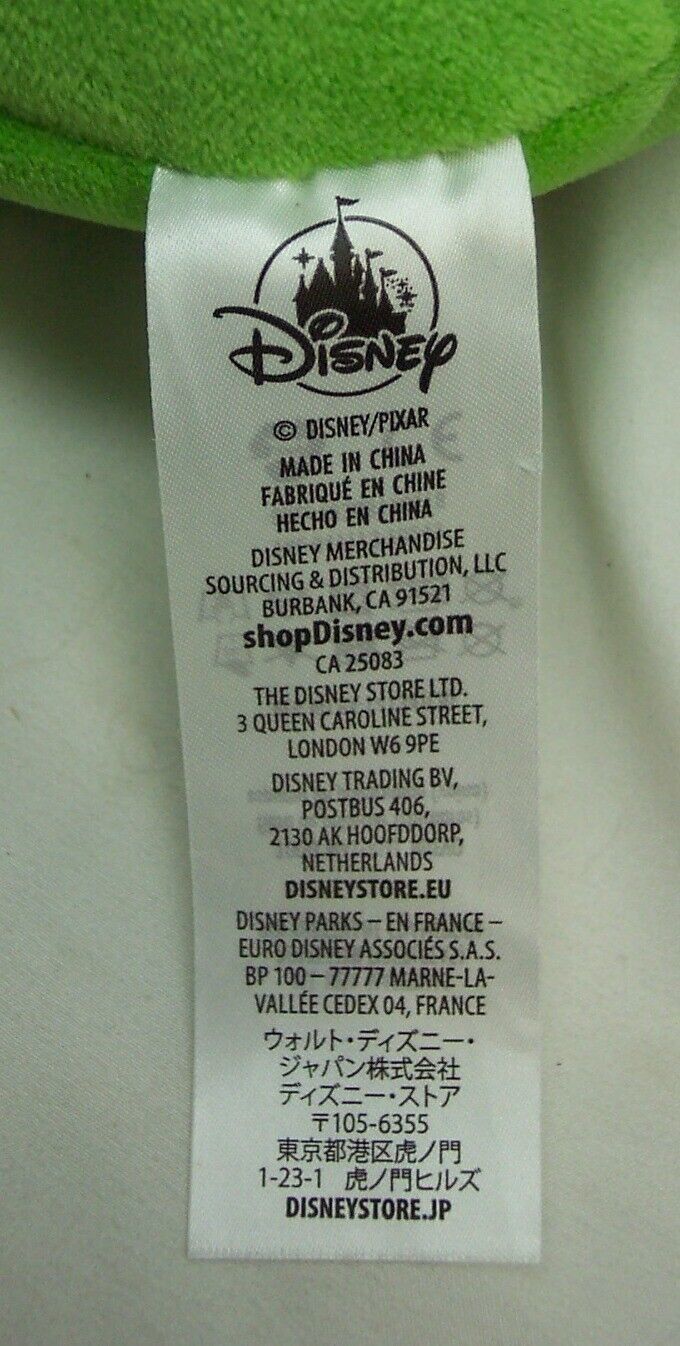 Disney
© DISNEY/PIXAR
MADE IN CHINA
FABRIQUÉ EN CHINE
HECHO EN CHINA
DISNEY MERCHANDISE
SOURCING & DISTRIBUTION, LLC
BURBANK, CA 91521
shopDisney.com
CA 25083
THE DISNEY STORE LTD.
3 QUEEN CAROLINE STREET,
LONDON W6 9PE
DISNEY TRADING BV,
POSTBUS 406,
2130 AK HOOFDDORP,
NETHERLANDS
DISNEYSTORE.EU
DISNEY PARKS – EN FRANCE –
EURO DISNEY ASSOCIÉS S.A.S.
BP 100 – 77777 MARNE-LA-
VALLÉE CEDEX 04, FRANCE
ウォルト・ディズニー・
ジャパン株式会社
ディズニー・ストア
〒105-6355
東京都港区虎ノ門
1-23-1 虎ノ門ヒルズ
DISNEYSTORE.JP